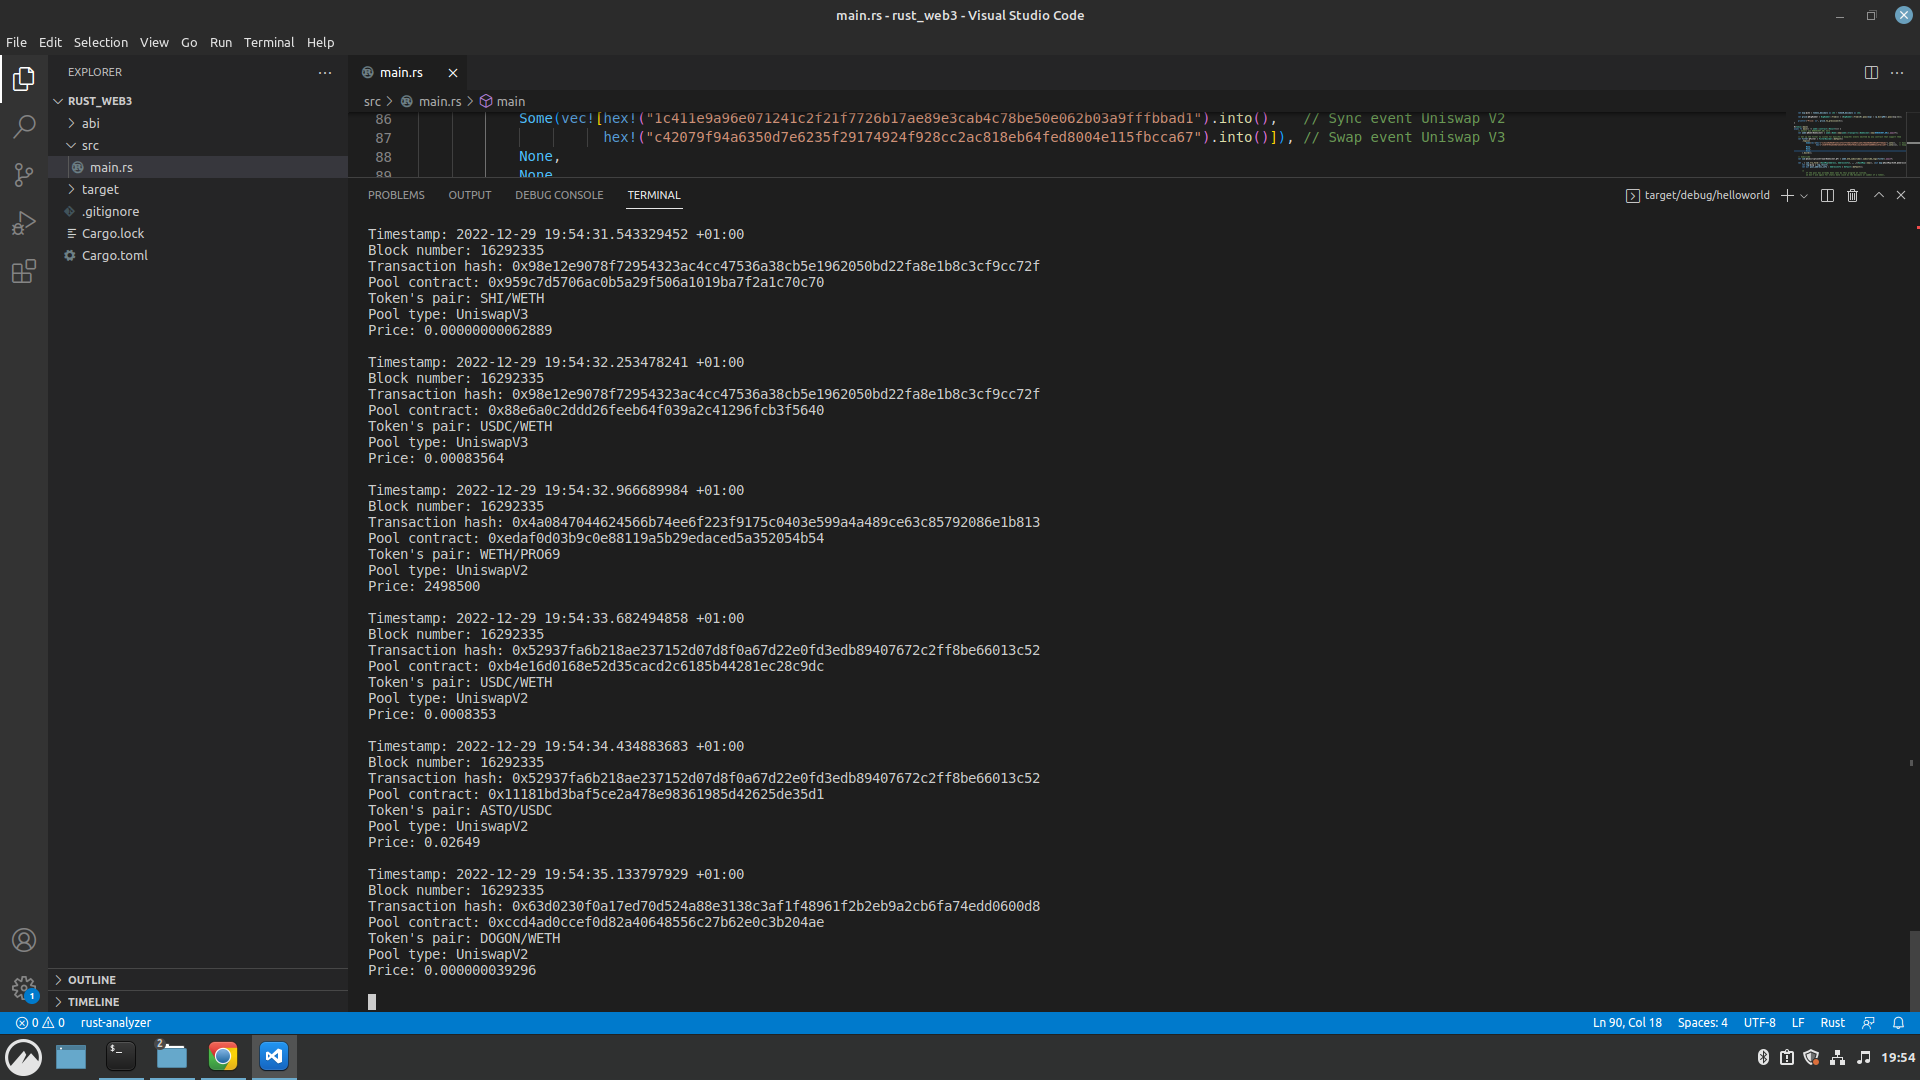 main.rs - rust_web3 - Visual Studio Code
File Edit Selection View Go Run Terminal Help
EXPLORER
main.rs
RUST_WEB3
abi
src
main.rs
target
.gitignore
Cargo.lock
Cargo.toml
OUTLINE
TIMELINE
src > main.rs > main
86 Some(vec![hex!("1c411e9a96e071241c2f21f7726b17ae89e3cab4c78be50e062b03a9fffbbad1").into(), // Sync event Uniswap V2
87 hex!("c42079f94a6350d7e6235f29174924f928cc2ac818eb64fed8004e115fbcca67").into()]), // Swap event Uniswap V3
88 None,
89 None
PROBLEMS OUTPUT DEBUG CONSOLE TERMINAL
target/debug/helloworld
Timestamp: 2022-12-29 19:54:31.543329452 +01:00
Block number: 16292335
Transaction hash: 0x98e12e9078f72954323ac4cc47536a38cb5e1962050bd22fa8e1b8c3cf9cc72f
Pool contract: 0x959c7d5706ac0b5a29f506a1019ba7f2a1c70c70
Token's pair: SHI/WETH
Pool type: UniswapV3
Price: 0.00000000062889
Timestamp: 2022-12-29 19:54:32.253478241 +01:00
Block number: 16292335
Transaction hash: 0x98e12e9078f72954323ac4cc47536a38cb5e1962050bd22fa8e1b8c3cf9cc72f
Pool contract: 0x88e6a0c2ddd26feeb64f039a2c41296fcb3f5640
Token's pair: USDC/WETH
Pool type: UniswapV3
Price: 0.00083564
Timestamp: 2022-12-29 19:54:32.966689984 +01:00
Block number: 16292335
Transaction hash: 0x4a0847044624566b74ee6f223f9175c0403e599a4a489ce63c85792086e1b813
Pool contract: 0xedaf0d03b9c0e88119a5b29edaced5a352054b54
Token's pair: WETH/PRO69
Pool type: UniswapV2
Price: 2498500
Timestamp: 2022-12-29 19:54:33.682494858 +01:00
Block number: 16292335
Transaction hash: 0x52937fa6b218ae237152d07d8f0a67d22e0fd3edb89407672c2ff8be66013c52
Pool contract: 0xb4e16d0168e52d35cacd2c6185b44281ec28c9dc
Token's pair: USDC/WETH
Pool type: UniswapV2
Price: 0.0008353
Timestamp: 2022-12-29 19:54:34.434883683 +01:00
Block number: 16292335
Transaction hash: 0x52937fa6b218ae237152d07d8f0a67d22e0fd3edb89407672c2ff8be66013c52
Pool contract: 0x11181bd3baf5ce2a478e98361985d42625de35d1
Token's pair: ASTO/USDC
Pool type: UniswapV2
Price: 0.02649
Timestamp: 2022-12-29 19:54:35.133797929 +01:00
Block number: 16292335
Transaction hash: 0x63d0230f0a17ed70d524a88e3138c3af1f48961f2b2eb9a2cb6fa74edd0600d8
Pool contract: 0xccd4ad0ccef0d82a40648556c27b62e0c3b204ae
Token's pair: DOGON/WETH
Pool type: UniswapV2
Price: 0.000000039296
1
0 0 rust-analyzer
Ln 90, Col 18 Spaces: 4 UTF-8 LF Rust
2
19:54